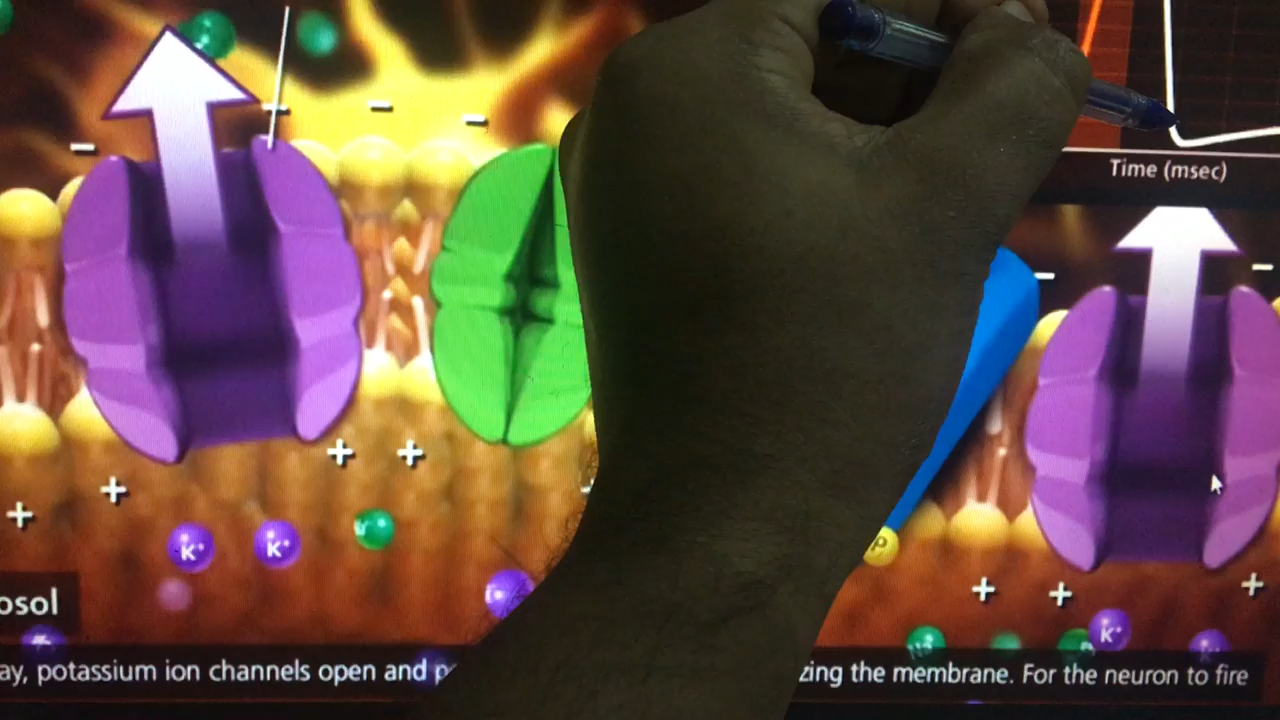 Time (msec)
K⁺ K⁺
P
K⁺
osol
ay, potassium ion channels open and zing the membrane. For the neuron to fire